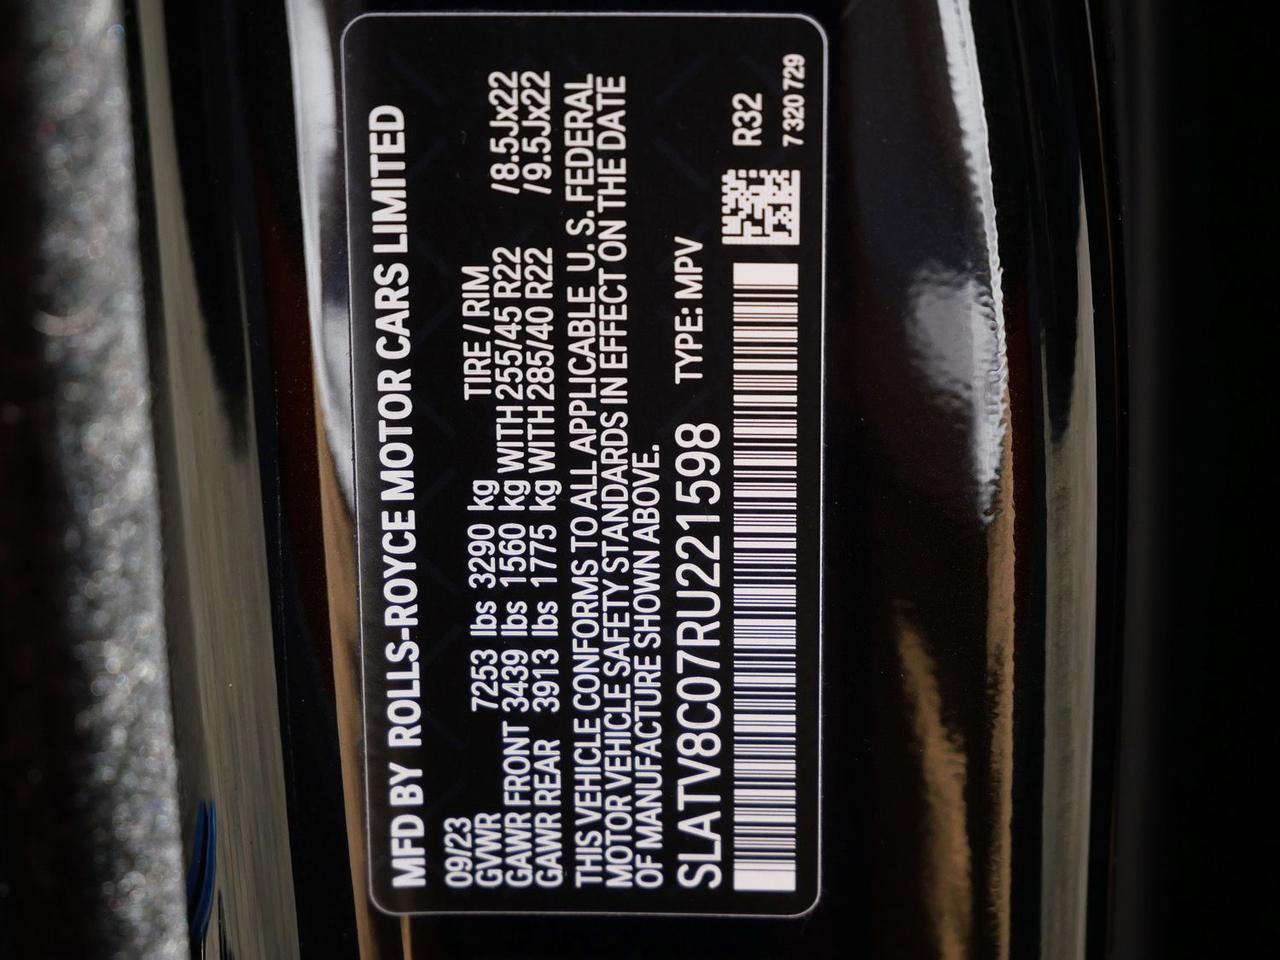 MFD BY ROLLS-ROYCE MOTOR CARS LIMITED
09/23
GVWR 7253 lbs 3290 kg TIRE / RIM
GAWR FRONT 3439 lbs 1560 kg WITH 255/45 R22 / 8.5Jx22
GAWR REAR 3913 lbs 1775 kg WITH 285/40 R22 / 9.5Jx22
THIS VEHICLE CONFORMS TO ALL APPLICABLE U. S. FEDERAL
MOTOR VEHICLE SAFETY STANDARDS IN EFFECT ON THE DATE
OF MANUFACTURE SHOWN ABOVE.
SLATV8C07RU221598 TYPE: MPV
R32
7 320 729